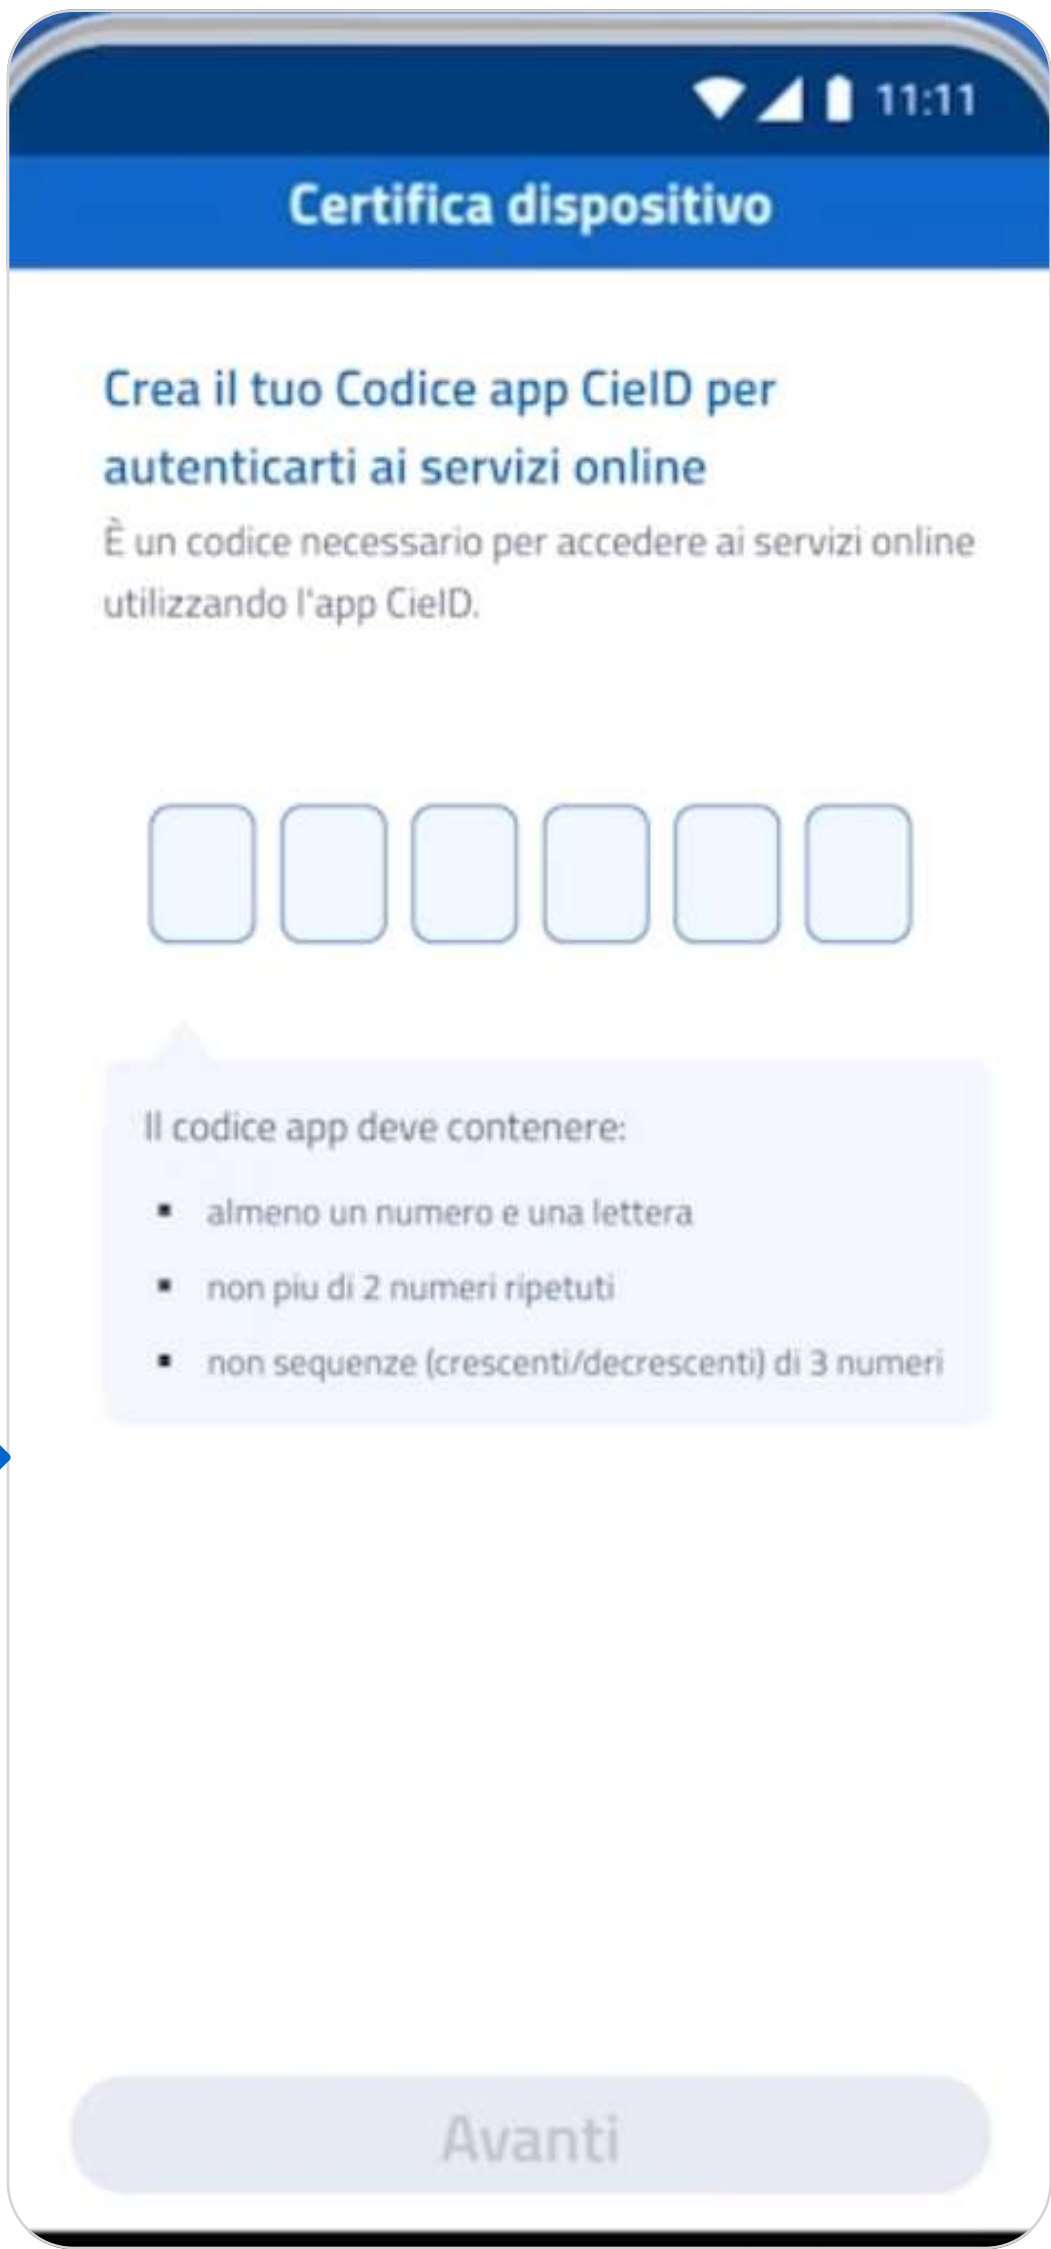 11:11
Certifica dispositivo
Crea il tuo Codice app CieID per
autenticarti ai servizi online
È un codice necessario per accedere ai servizi online
utilizzando l'app CieID.
Il codice app deve contenere:
▪ almeno un numero e una lettera
▪ non piu di 2 numeri ripetuti
▪ non sequenze (crescenti/decrescenti) di 3 numeri
Avanti